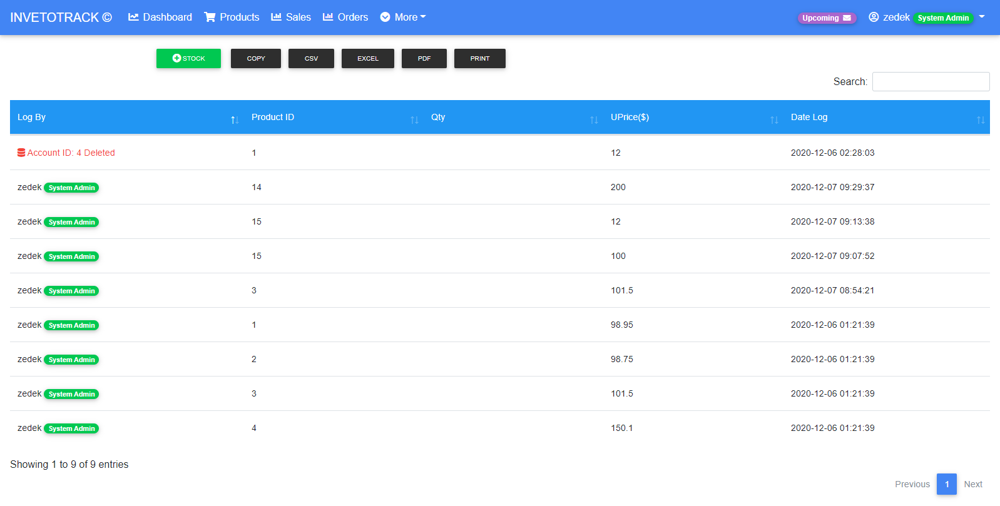 INVETOTRACK © Dashboard Products Sales Orders More Upcoming zedek System Admin
STOCK COPY CSV EXCEL PDF PRINT
Search:
Log By Product ID Qty UPrice($) Date Log
Account ID: 4 Deleted 1 12 2020-12-06 02:28:03
zedek System Admin 14 200 2020-12-07 09:29:37
zedek System Admin 15 12 2020-12-07 09:13:38
zedek System Admin 15 100 2020-12-07 09:07:52
zedek System Admin 3 101.5 2020-12-07 08:54:21
zedek System Admin 1 98.95 2020-12-06 01:21:39
zedek System Admin 2 98.75 2020-12-06 01:21:39
zedek System Admin 3 101.5 2020-12-06 01:21:39
zedek System Admin 4 150.1 2020-12-06 01:21:39
Showing 1 to 9 of 9 entries
Previous 1 Next